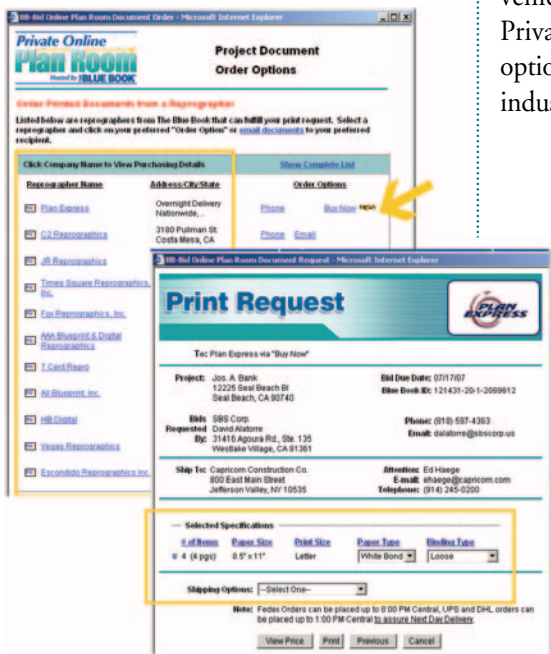 BB-Bid Online Plan Room Document Order - Microsoft Internet Explorer
Private Online
Plan Room
Hosted by THE BLUE BOOK
Project Document
Order Options
Order Printed Documents from a Reprographer
Listed below are reprographers from The Blue Book that can fulfill your print request. Select a
reprographer and click on your preferred "Order Option" or email documents to your preferred
recipient.
Click Company Name to View Purchasing Details
Show Complete List
Reprographer Name Address/City/State Order Options
Plan Express Overnight Delivery Nationwide, .. Phone Buy Now NEW!
C2 Reprographics 3180 Pullman St. Costa Mesa, CA Phone Email
JR Reprographics
Times Square Reprographics,
Inc.
Fox Reprographics, Inc.
AAA Blueprint & Digital
Reprographics
7 Cent Repro
All Blueprint, Inc.
HB Digital
Vegas Reprographics
Escondido Reprographics Inc.
Priva
optio
indus
BB-Bid Online Plan Room Document Request - Microsoft Internet Explorer
Print Request
PLAN
EXPRESS
To: Plan Express via "Buy Now"
Project: Jos. A. Bank
12225 Seal Beach Bl
Seal Beach, CA 90740
Bid Due Date: 07/17/07
Blue Book ID: 121431-20-1-2089612
Bids Requested By: SBS Corp.
David Alatorre
31416 Agoura Rd., Ste. 135
Westlake Village, CA 91361
Phone: (818) 597-4363
Email: dalatorre@sbscorp.us
Ship To: Capricorn Construction Co.
800 East Main Street
Jefferson Valley, NY 10535
Attention: Ed Haege
E-mail: ehaege@capricorn.com
Telephone: (914) 245-0200
Selected Specifications
# of Items Paper Size Print Size Paper Type Binding Type
4 (4 pgs) 8.5" x 11" Letter White Bond Loose
Shipping Options: --Select One--
Note: Fedex Orders can be placed up to 8:00 PM Central, UPS and DHL orders can
be placed up to 1:00 PM Central to assure Next Day Delivery.
View Price Print Previous Cancel